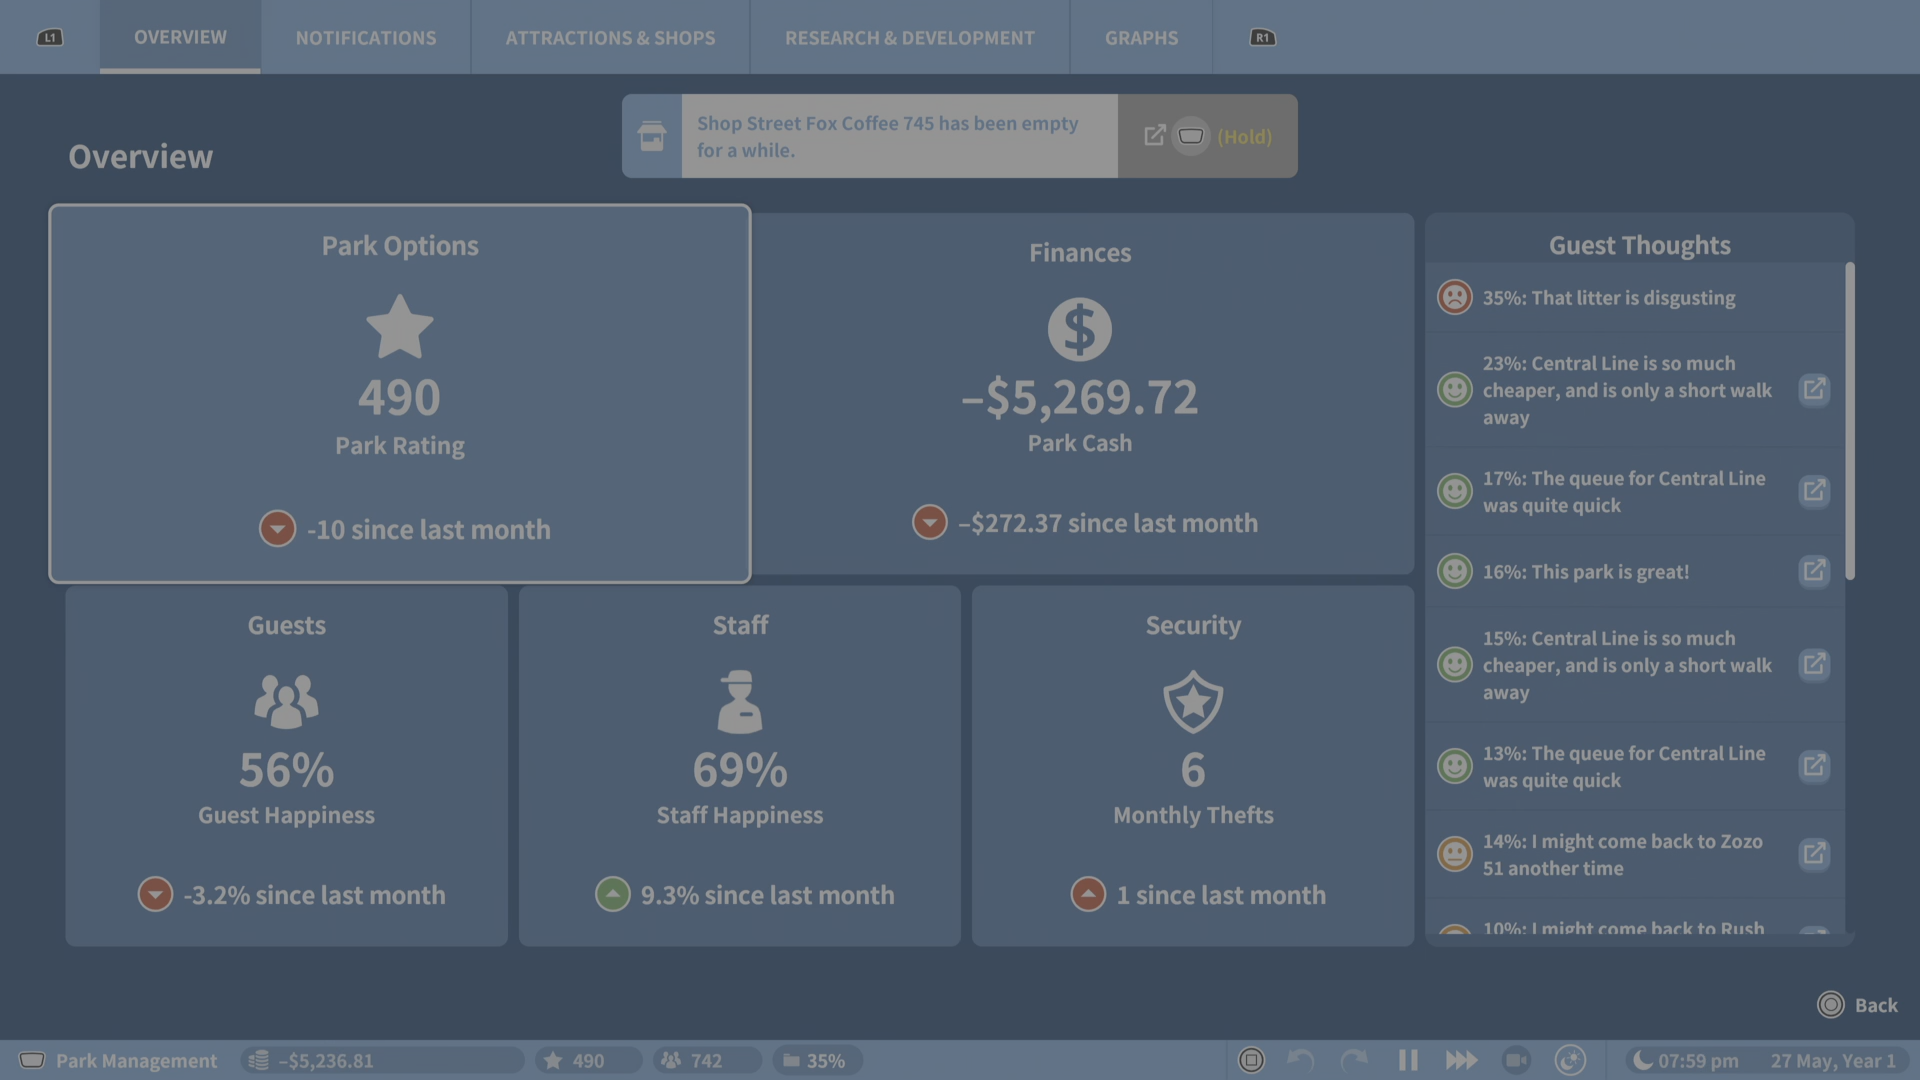 L1
OVERVIEW
NOTIFICATIONS
ATTRACTIONS & SHOPS
RESEARCH & DEVELOPMENT
GRAPHS
R1
Shop Street Fox Coffee 745 has been empty
for a while.
(Hold)
Overview
Park Options
490
Park Rating
-10 since last month
Finances
$
–$5,269.72
Park Cash
–$272.37 since last month
Guests
56%
Guest Happiness
-3.2% since last month
Staff
69%
Staff Happiness
9.3% since last month
Security
6
Monthly Thefts
1 since last month
Guest Thoughts
35%: That litter is disgusting
23%: Central Line is so much
cheaper, and is only a short walk
away
17%: The queue for Central Line
was quite quick
16%: This park is great!
15%: Central Line is so much
cheaper, and is only a short walk
away
13%: The queue for Central Line
was quite quick
14%: I might come back to Zozo
51 another time
10%: I might come back to Rush
Back
Park Management
–$5,236.81
490
742
35%
07:59 pm
27 May, Year 1